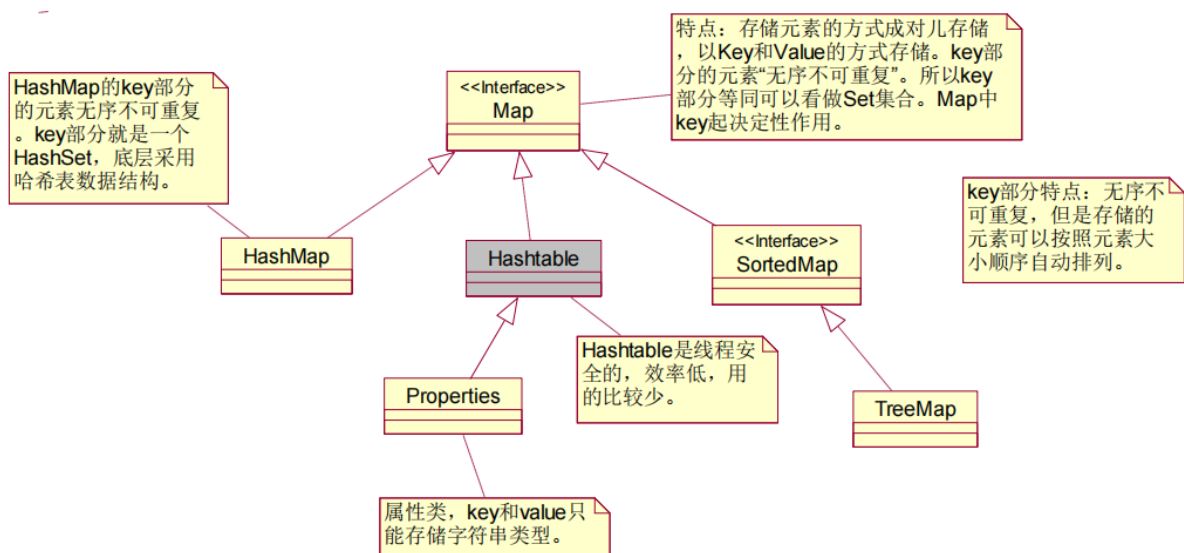 特点：存储元素的方式成对儿存储
，以Key和Value的方式存储。key部
分的元素“无序不可重复”。所以key
部分等同可以看做Set集合。Map中
key起决定性作用。
HashMap的key部分
的元素无序不可重复
。key部分就是一个
HashSet，底层采用
哈希表数据结构。
<<Interface>>
Map
key部分特点：无序不
可重复，但是存储的
元素可以按照元素大
小顺序自动排列。
HashMap
Hashtable
<<Interface>>
SortedMap
Hashtable是线程安
全的，效率低，用
的比较少。
Properties
TreeMap
属性类，key和value只
能存储字符串类型。